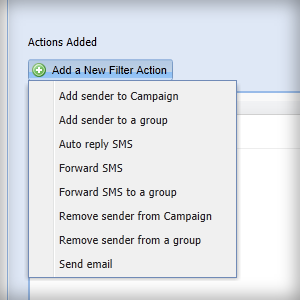 Actions Added
Add a New Filter Action
Add sender to Campaign
Add sender to a group
Auto reply SMS
Forward SMS
Forward SMS to a group
Remove sender from Campaign
Remove sender from a group
Send email